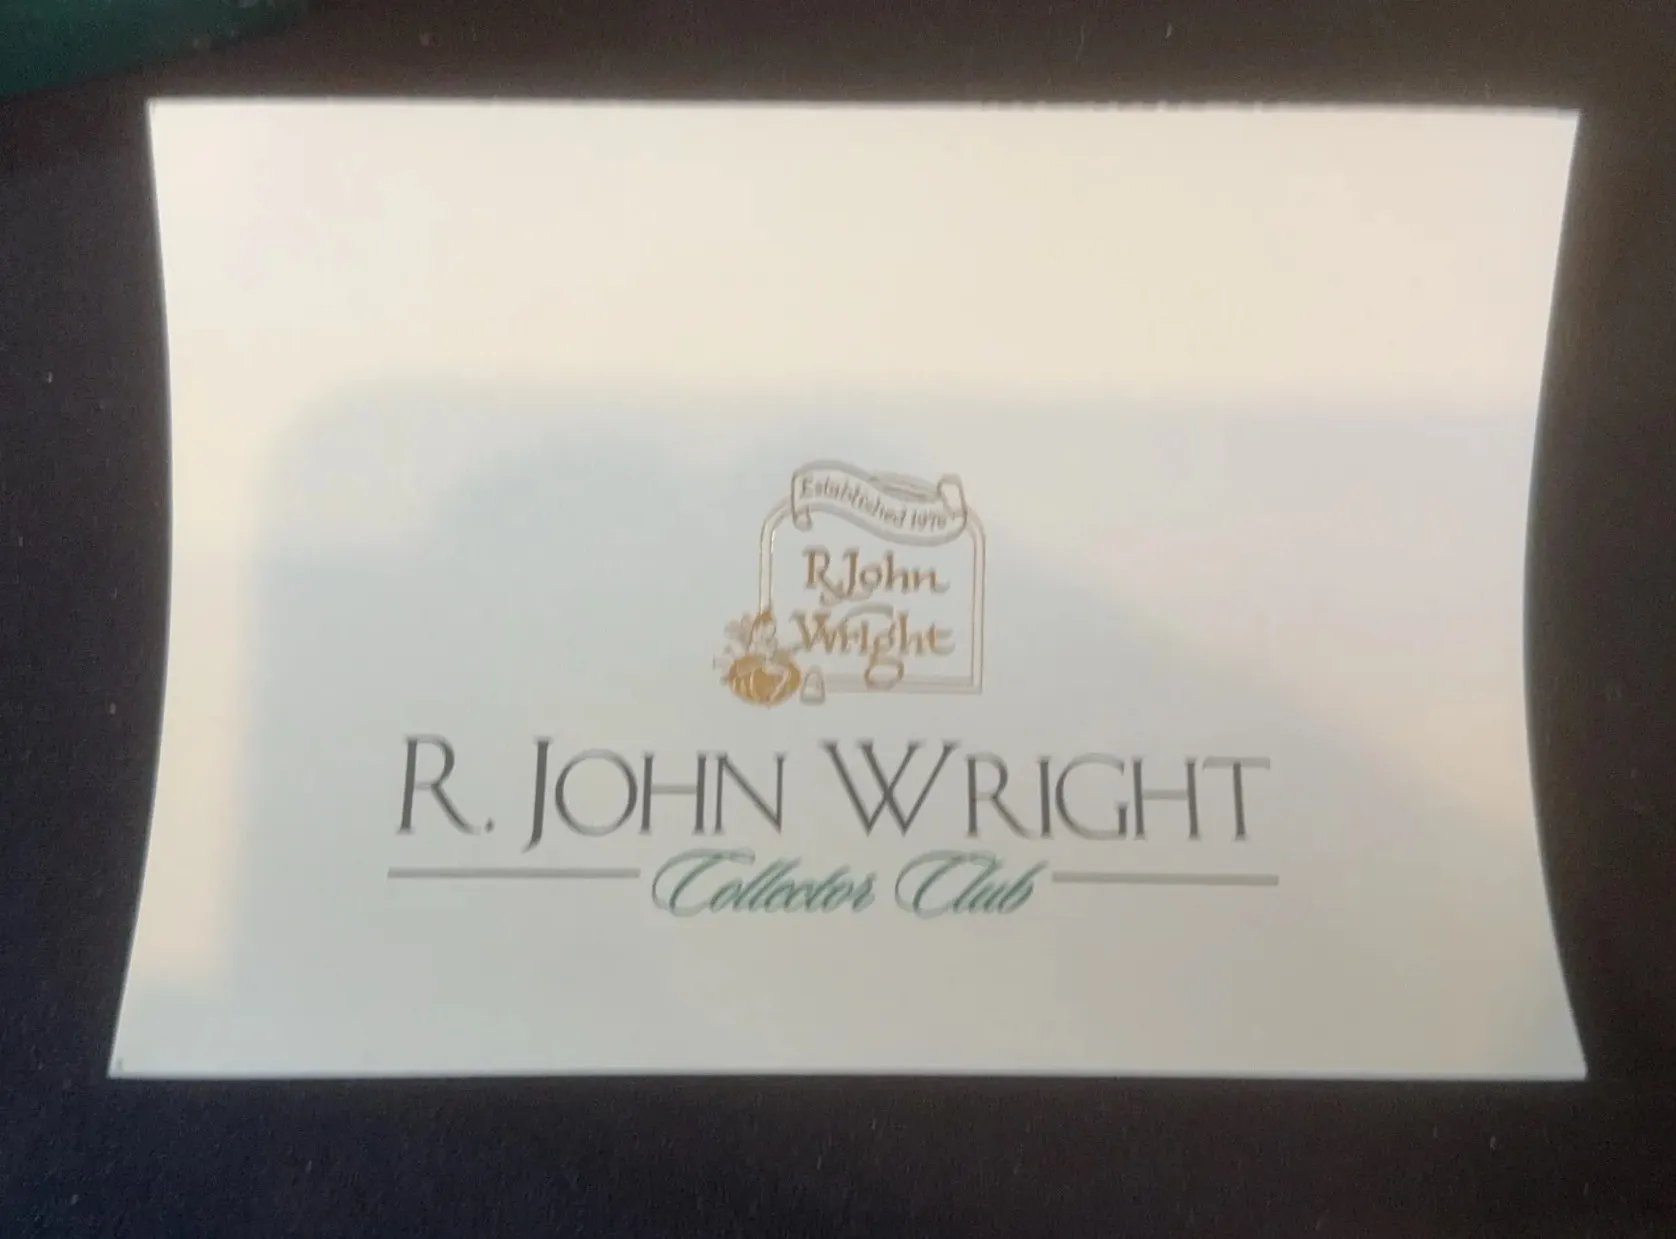 Established 1976
R John
Wright
R. JOHN WRIGHT
Collector Club